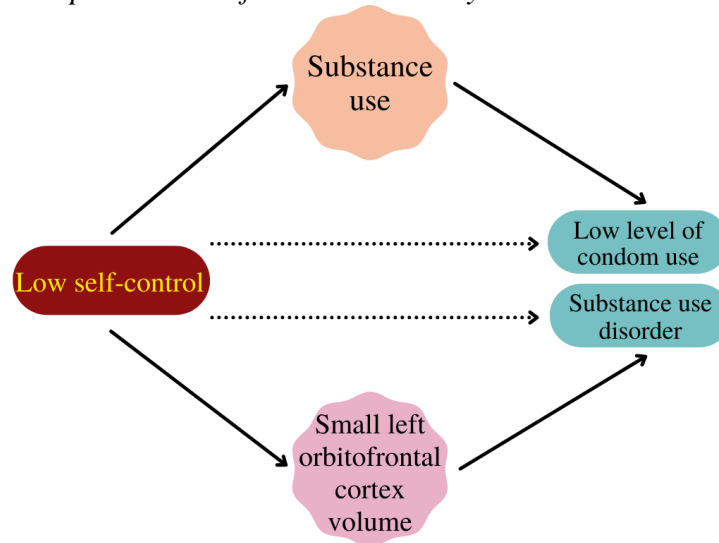 Substance
use
Low level of
condom use
Low self-control
Substance use
disorder
Small left
orbitofrontal
cortex
volume